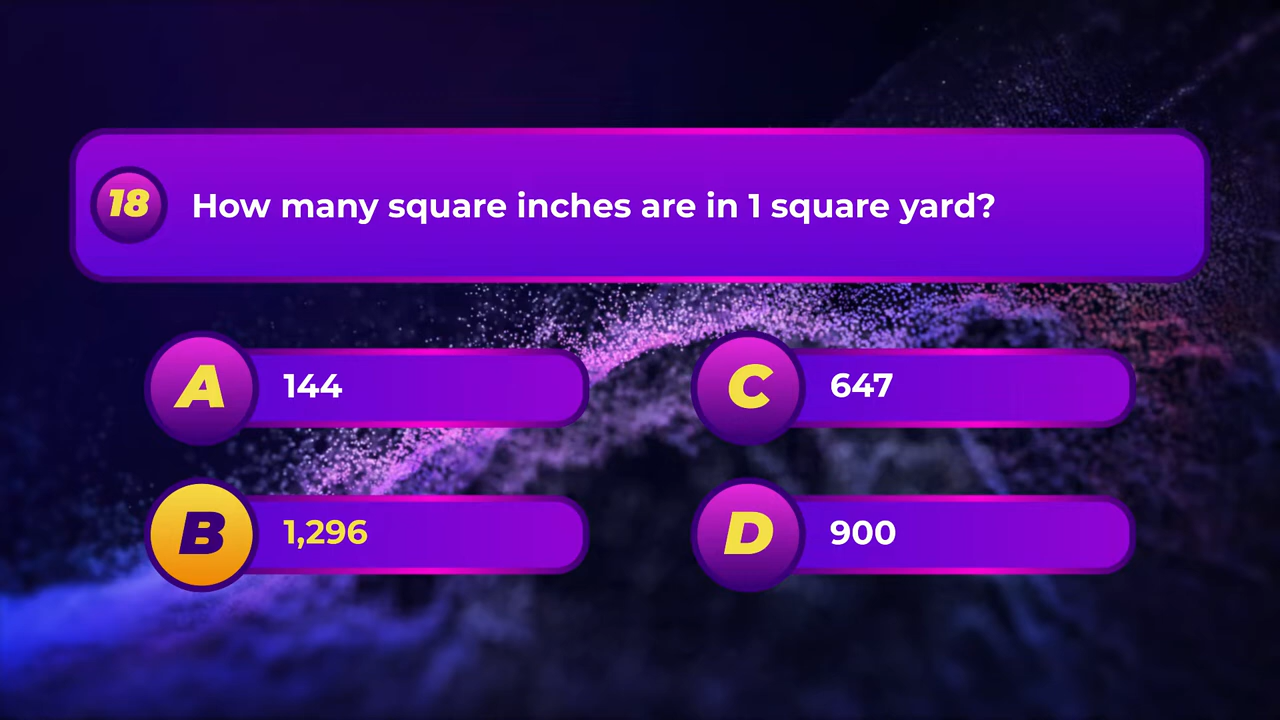 18 How many square inches are in 1 square yard?
A 144
B 1,296
C 647
D 900